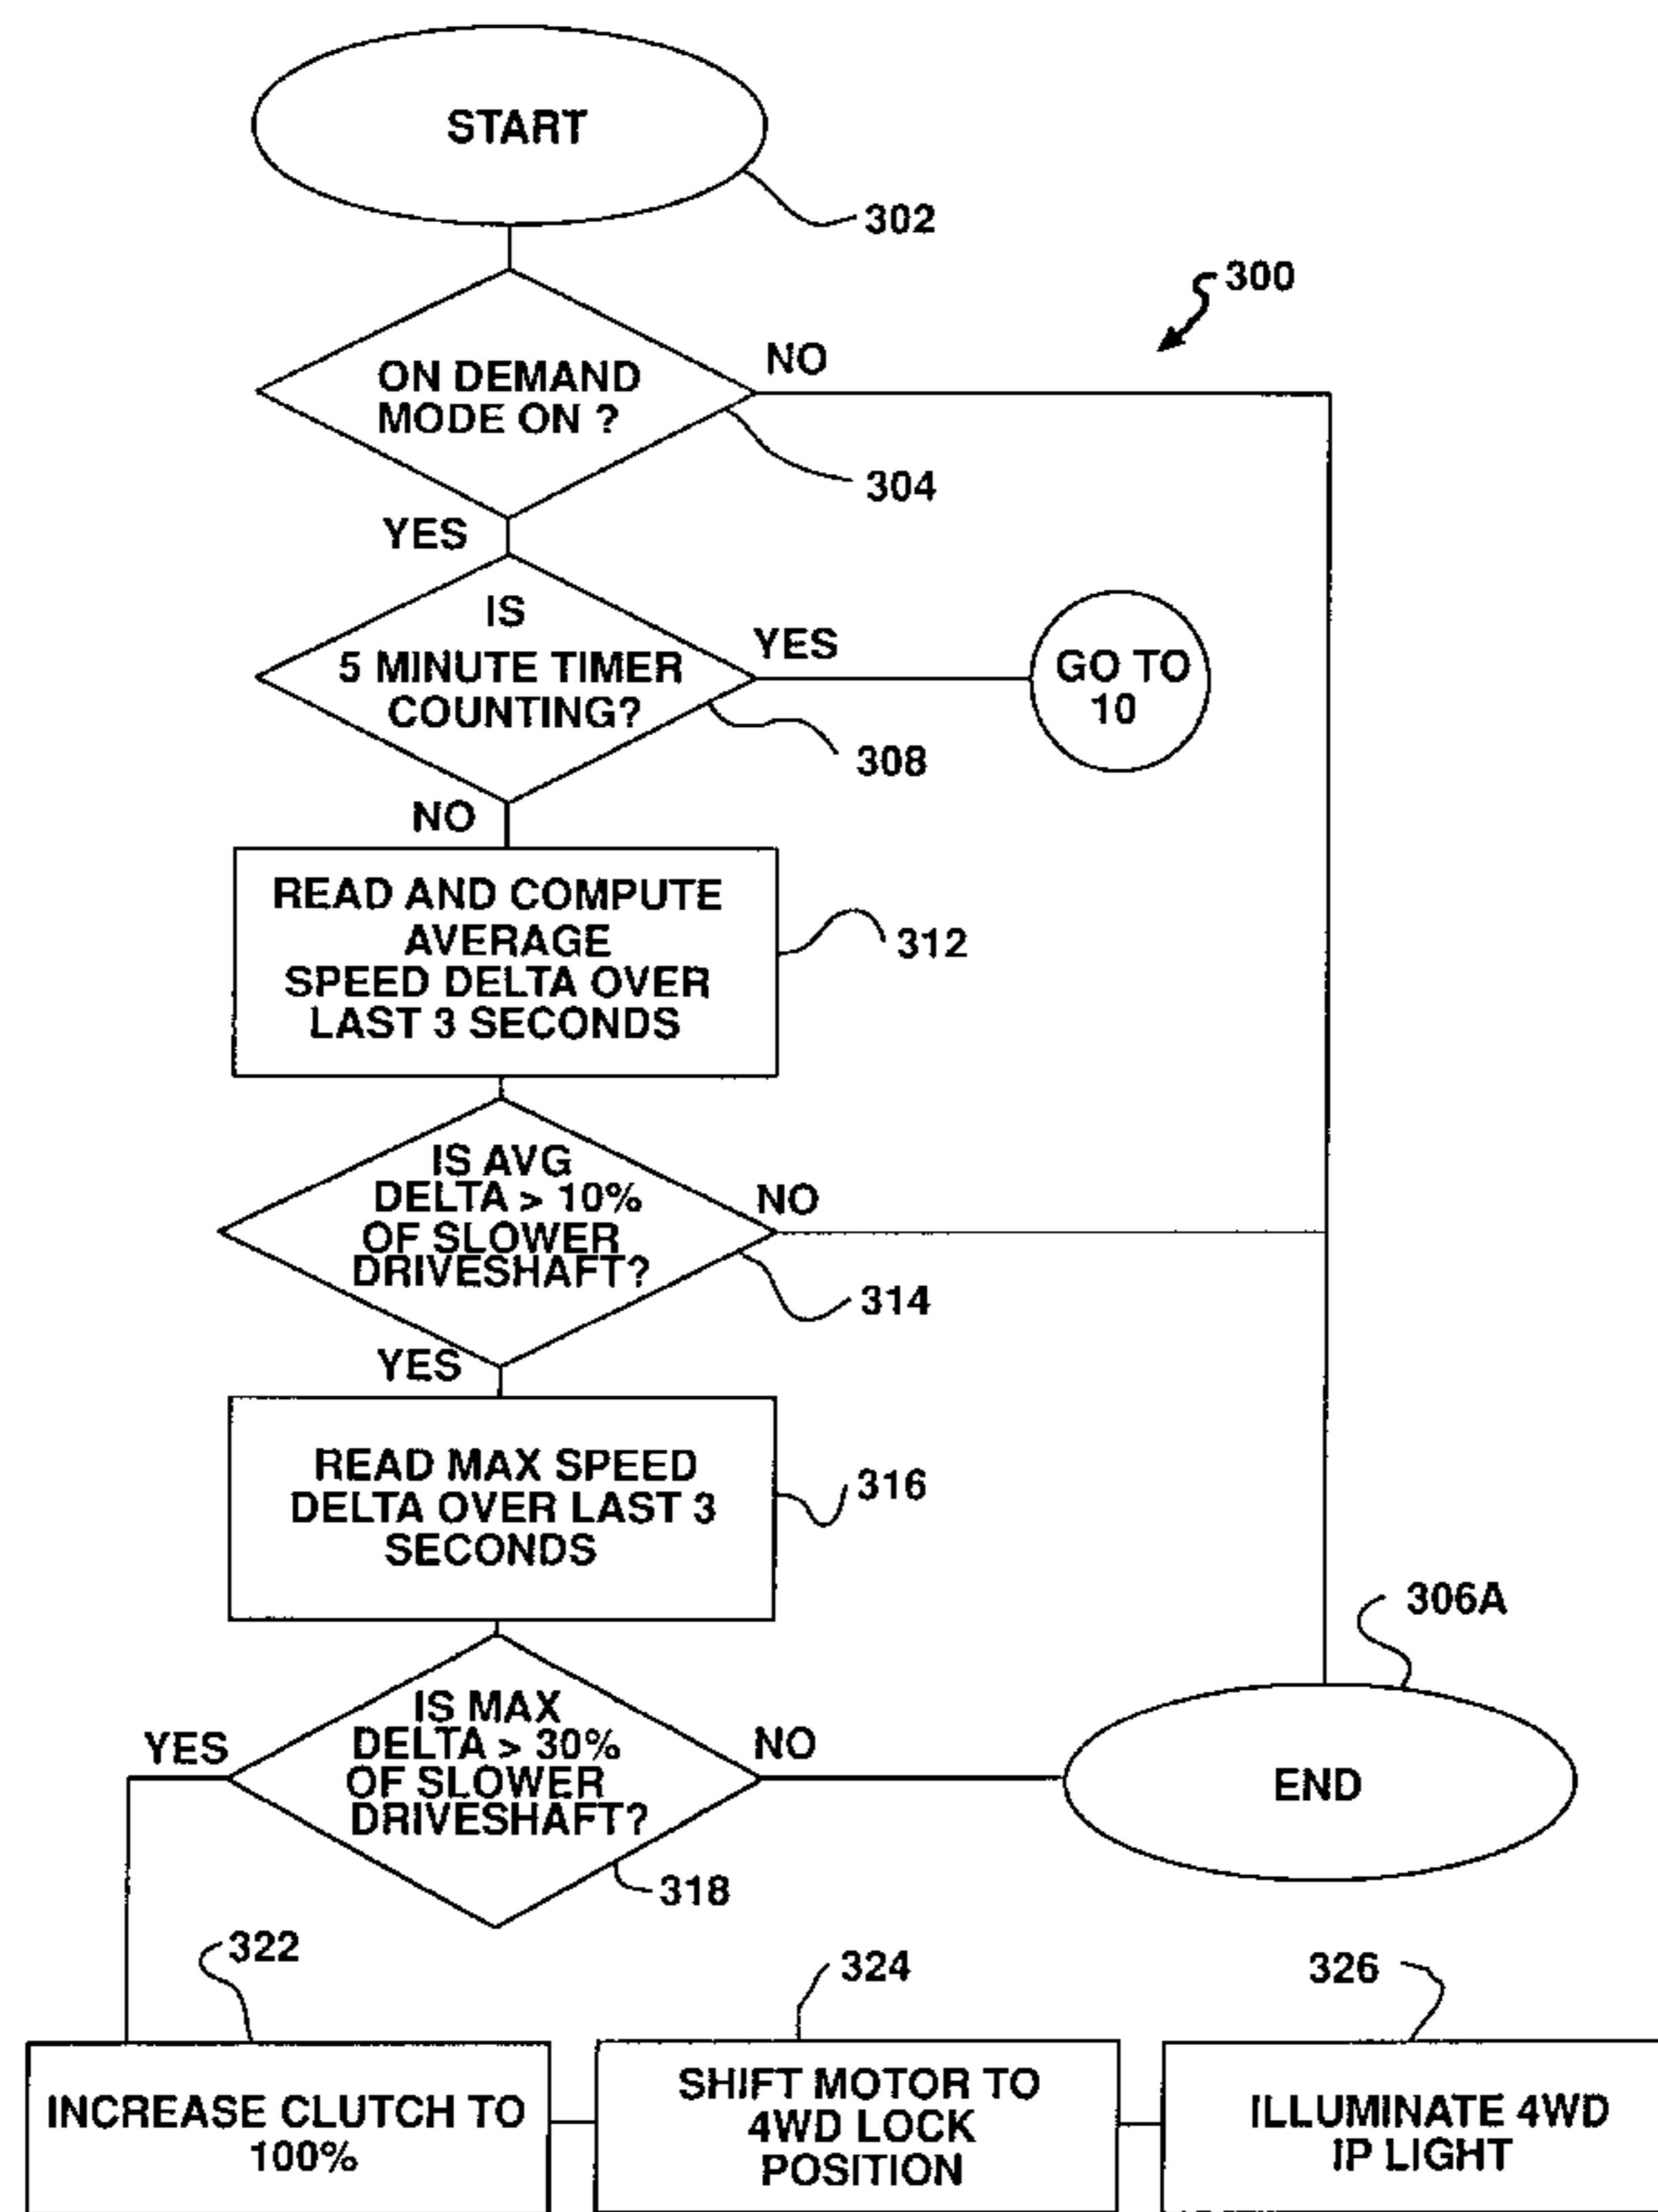 START
302
300
ON DEMAND
MODE ON ?
NO
304
YES
IS
5 MINUTE TIMER
COUNTING?
YES
GO TO
10
308
NO
READ AND COMPUTE
AVERAGE
SPEED DELTA OVER
LAST 3 SECONDS
312
IS AVG
DELTA > 10%
OF SLOWER
DRIVESHAFT?
NO
314
YES
READ MAX SPEED
DELTA OVER LAST 3
SECONDS
316
306A
IS MAX
DELTA > 30%
OF SLOWER
DRIVESHAFT?
YES
NO
END
318
322
324
326
INCREASE CLUTCH TO
100%
SHIFT MOTOR TO
4WD LOCK
POSITION
ILLUMINATE 4WD
IP LIGHT